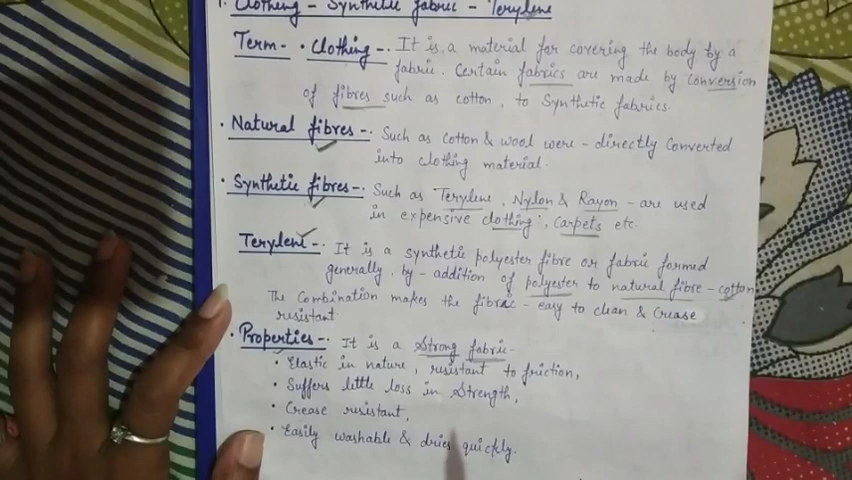 1. Clothing - Synthetic fabric - Terylene
Term - • Clothing -. It is a material for covering the body by a
fabric. Certain fabrics are made by conversion
of fibres such as cotton, to Synthetic fabrics.
• Natural fibres -. Such as cotton & wool were - directly Converted
into clothing material.
• Synthetic fibres -. Such as Terylene, Nylon & Rayon - are used
in expensive clothing, Carpets etc.
Terylene -. It is a synthetic polyester fibre or fabric formed
generally by - addition of polyester to natural fibre - cotton
The Combination makes the fibric - easy to clean & Crease
resistant.
• Properties -. It is a Strong fabric -
• Elastic in nature, resistant to friction,
• Suffers little loss in Strength,
• Crease resistant,
• Easily washable & dries quickly.